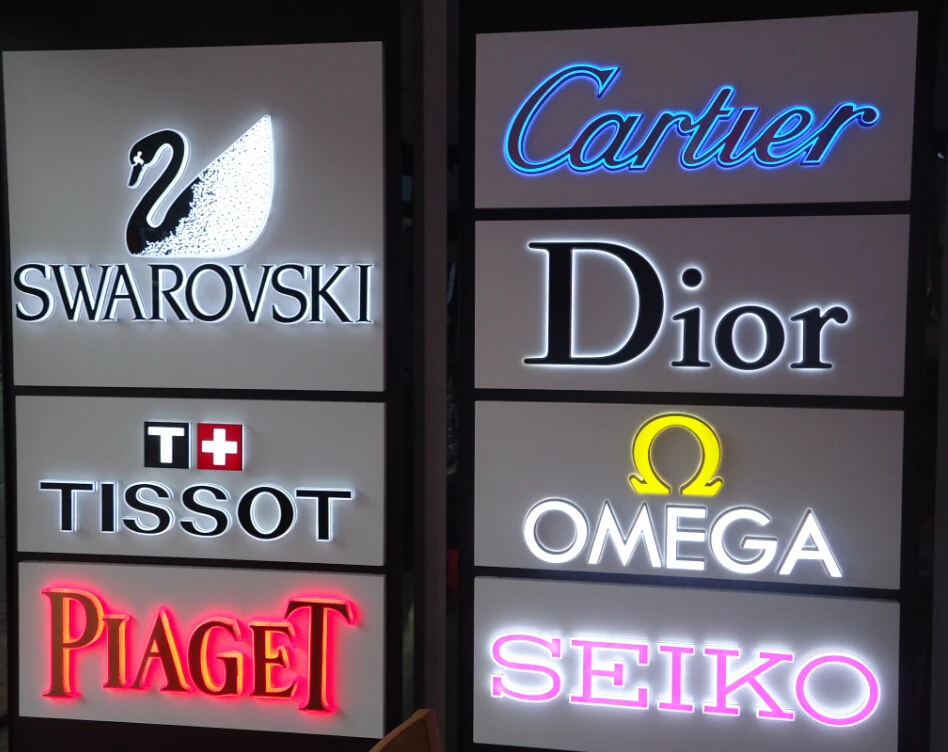 SWAROVSKI
T+
TISSOT
PIAGET
Cartier
Dior
Ω
OMEGA
SEIKO